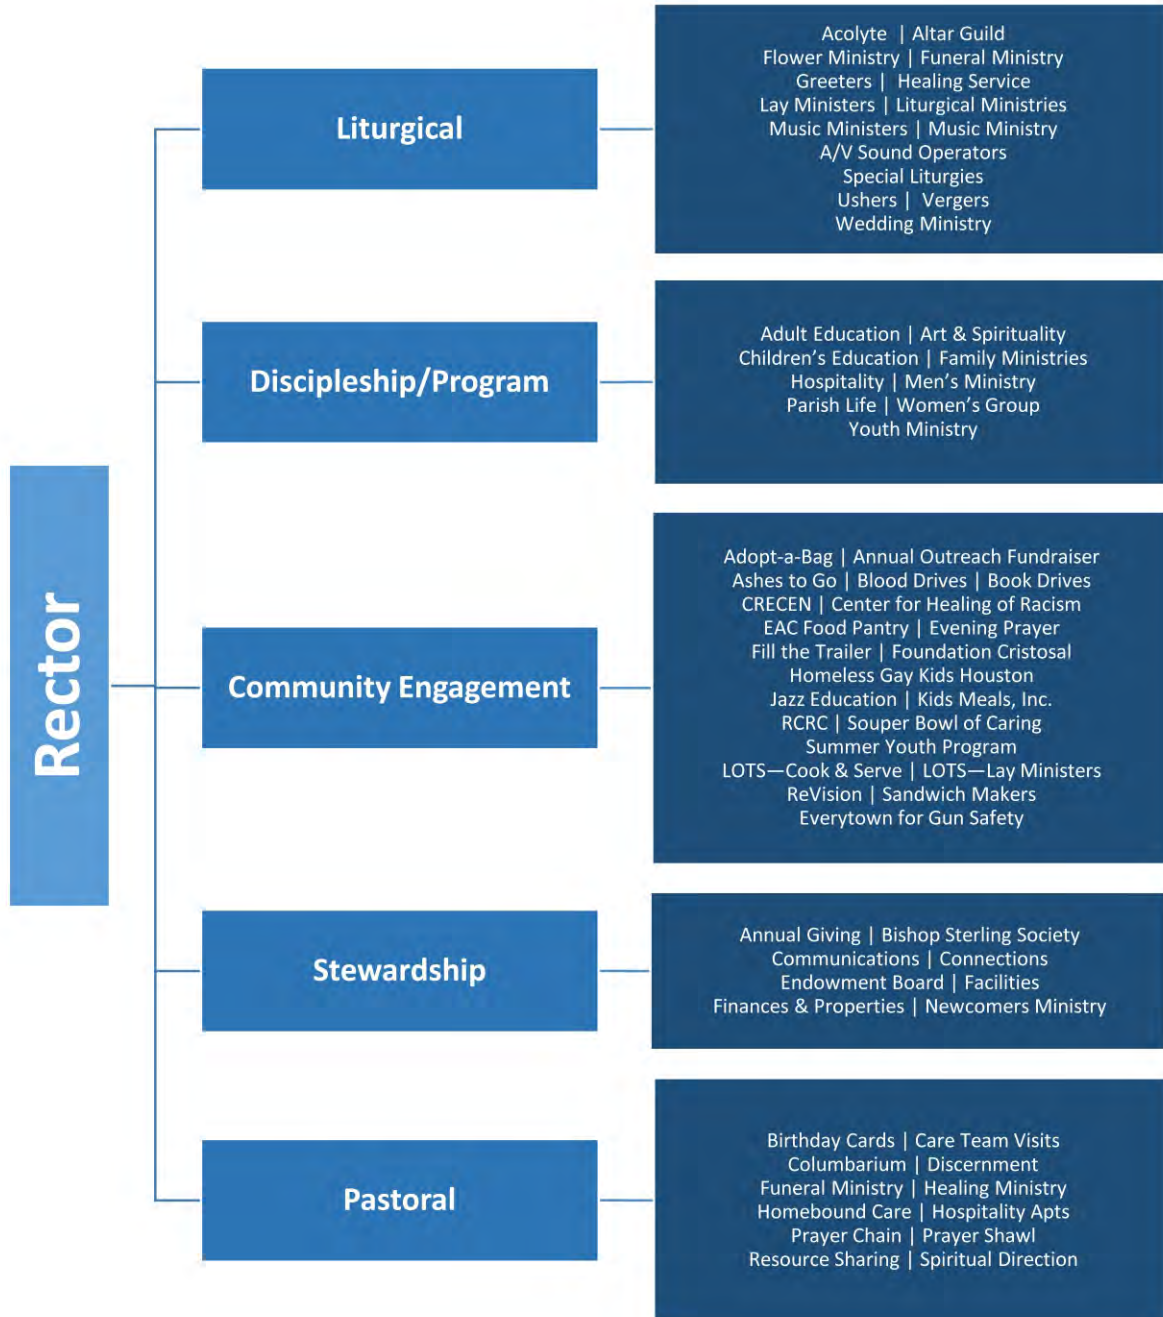 Rector
Liturgical
Acolyte | Altar Guild
Flower Ministry | Funeral Ministry
Greeters | Healing Service
Lay Ministers | Liturgical Ministries
Music Ministers | Music Ministry
A/V Sound Operators
Special Liturgies
Ushers | Vergers
Wedding Ministry
Discipleship/Program
Adult Education | Art & Spirituality
Children’s Education | Family Ministries
Hospitality | Men’s Ministry
Parish Life | Women’s Group
Youth Ministry
Community Engagement
Adopt-a-Bag | Annual Outreach Fundraiser
Ashes to Go | Blood Drives | Book Drives
CRECEN | Center for Healing of Racism
EAC Food Pantry | Evening Prayer
Fill the Trailer | Foundation Cristosal
Homeless Gay Kids Houston
Jazz Education | Kids Meals, Inc.
RCRC | Souper Bowl of Caring
Summer Youth Program
LOTS—Cook & Serve | LOTS—Lay Ministers
ReVision | Sandwich Makers
Everytown for Gun Safety
Stewardship
Annual Giving | Bishop Sterling Society
Communications | Connections
Endowment Board | Facilities
Finances & Properties | Newcomers Ministry
Pastoral
Birthday Cards | Care Team Visits
Columbarium | Discernment
Funeral Ministry | Healing Ministry
Homebound Care | Hospitality Apts
Prayer Chain | Prayer Shawl
Resource Sharing | Spiritual Direction